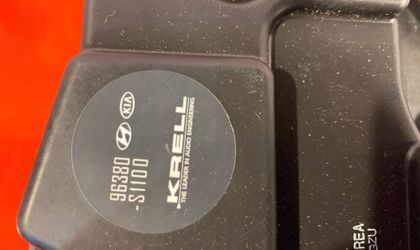 KIA
96380
-S1100
KRELL
THE LEADER IN AUDIO ENGINEERING